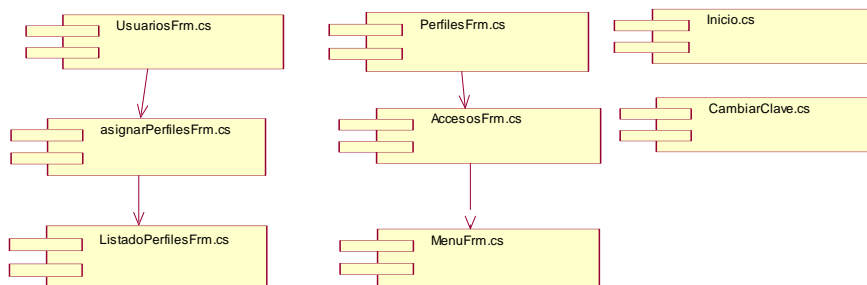 UsuariosFrm.cs
PerfilesFrm.cs
Inicio.cs
asignarPerfilesFrm.cs
AccesosFrm.cs
CambiarClave.cs
ListadoPerfilesFrm.cs
MenuFrm.cs